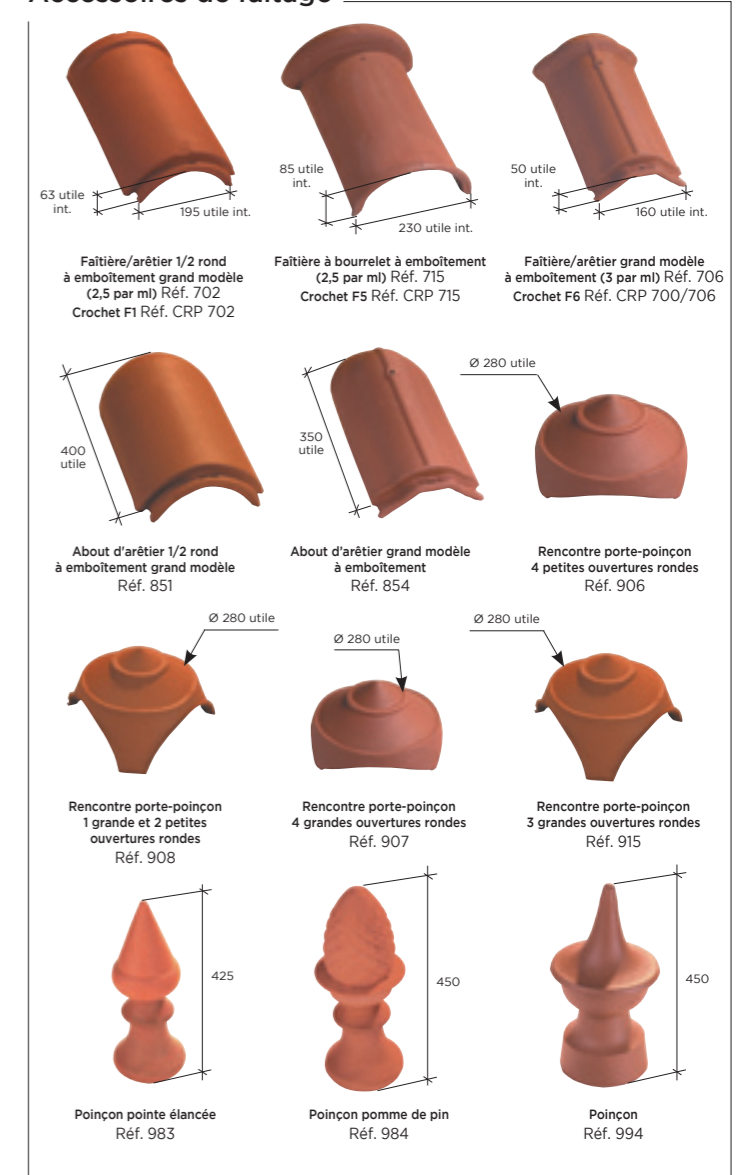 Accessoires de faîtage
63 utile
int.
195 utile int.
85 utile
int.
230 utile int.
50 utile
int.
160 utile int.
Faîtière/arêtier 1/2 rond
à emboîtement grand modèle
(2,5 par ml) Réf. 702
Crochet F1 Réf. CRP 702
Faîtière à bourrelet à emboîtement
(2,5 par ml) Réf. 715
Crochet F5 Réf. CRP 715
Faîtière/arêtier grand modèle
à emboîtement (3 par ml) Réf. 706
Crochet F6 Réf. CRP 700/706
400
utile
350
utile
Ø 280 utile
About d'arêtier 1/2 rond
à emboîtement grand modèle
Réf. 851
About d'arêtier grand modèle
à emboîtement
Réf. 854
Rencontre porte-poinçon
4 petites ouvertures rondes
Réf. 906
Ø 280 utile
Ø 280 utile
Ø 280 utile
Rencontre porte-poinçon
1 grande et 2 petites
ouvertures rondes
Réf. 908
Rencontre porte-poinçon
4 grandes ouvertures rondes
Réf. 907
Rencontre porte-poinçon
3 grandes ouvertures rondes
Réf. 915
425
450
450
Poinçon pointe élancée
Réf. 983
Poinçon pomme de pin
Réf. 984
Poinçon
Réf. 994